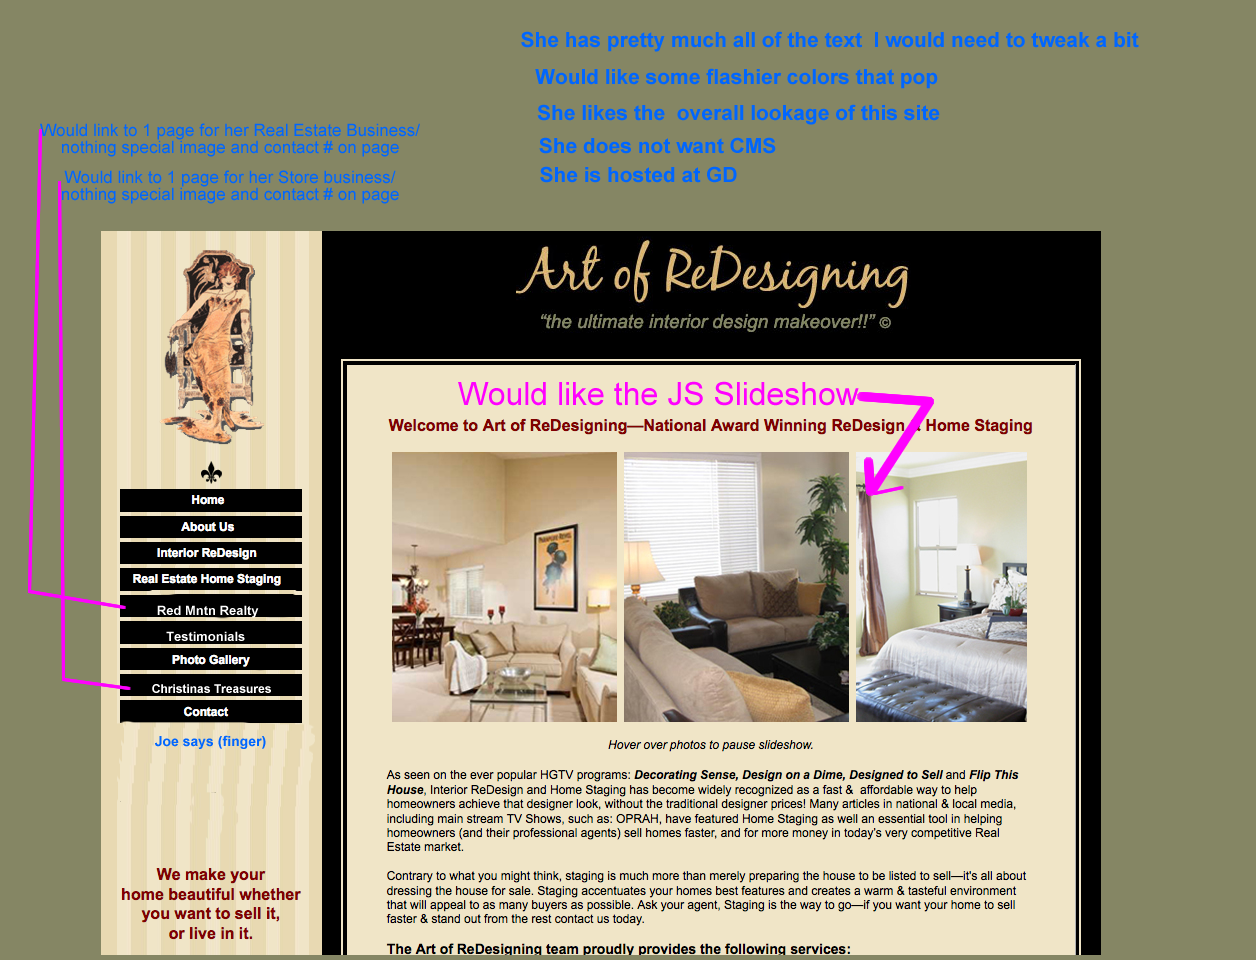 She has pretty much all of the text  I would need to tweak a bit
Would like some flashier colors that pop
She likes the  overall lookage of this site
She does not want CMS
She is hosted at GD
Would link to 1 page for her Real Estate Business/
nothing special image and contact # on page
Would link to 1 page for her Store business/
nothing special image and contact # on page
Art of ReDesigning
“the ultimate interior design makeover!!” ©
Home
About Us
Interior ReDesign
Real Estate Home Staging
Red Mntn Realty
Testimonials
Photo Gallery
Christinas Treasures
Contact
Joe says (finger)
We make your
home beautiful whether
you want to sell it,
or live in it.
Would like the JS Slideshow
Welcome to Art of ReDesigning—National Award Winning ReDesign & Home Staging
Hover over photos to pause slideshow.
As seen on the ever popular HGTV programs: Decorating Sense, Design on a Dime, Designed to Sell and Flip This
House, Interior ReDesign and Home Staging has become widely recognized as a fast &  affordable way to help
homeowners achieve that designer look, without the traditional designer prices! Many articles in national & local media,
including main stream TV Shows, such as: OPRAH, have featured Home Staging as well an essential tool in helping
homeowners (and their professional agents) sell homes faster, and for more money in today's very competitive Real
Estate market.
Contrary to what you might think, staging is much more than merely preparing the house to be listed to sell—it's all about
dressing the house for sale. Staging accentuates your homes best features and creates a warm & tasteful environment
that will appeal to as many buyers as possible. Ask your agent, Staging is the way to go—if you want your home to sell
faster & stand out from the rest contact us today.
The Art of ReDesigning team proudly provides the following services: